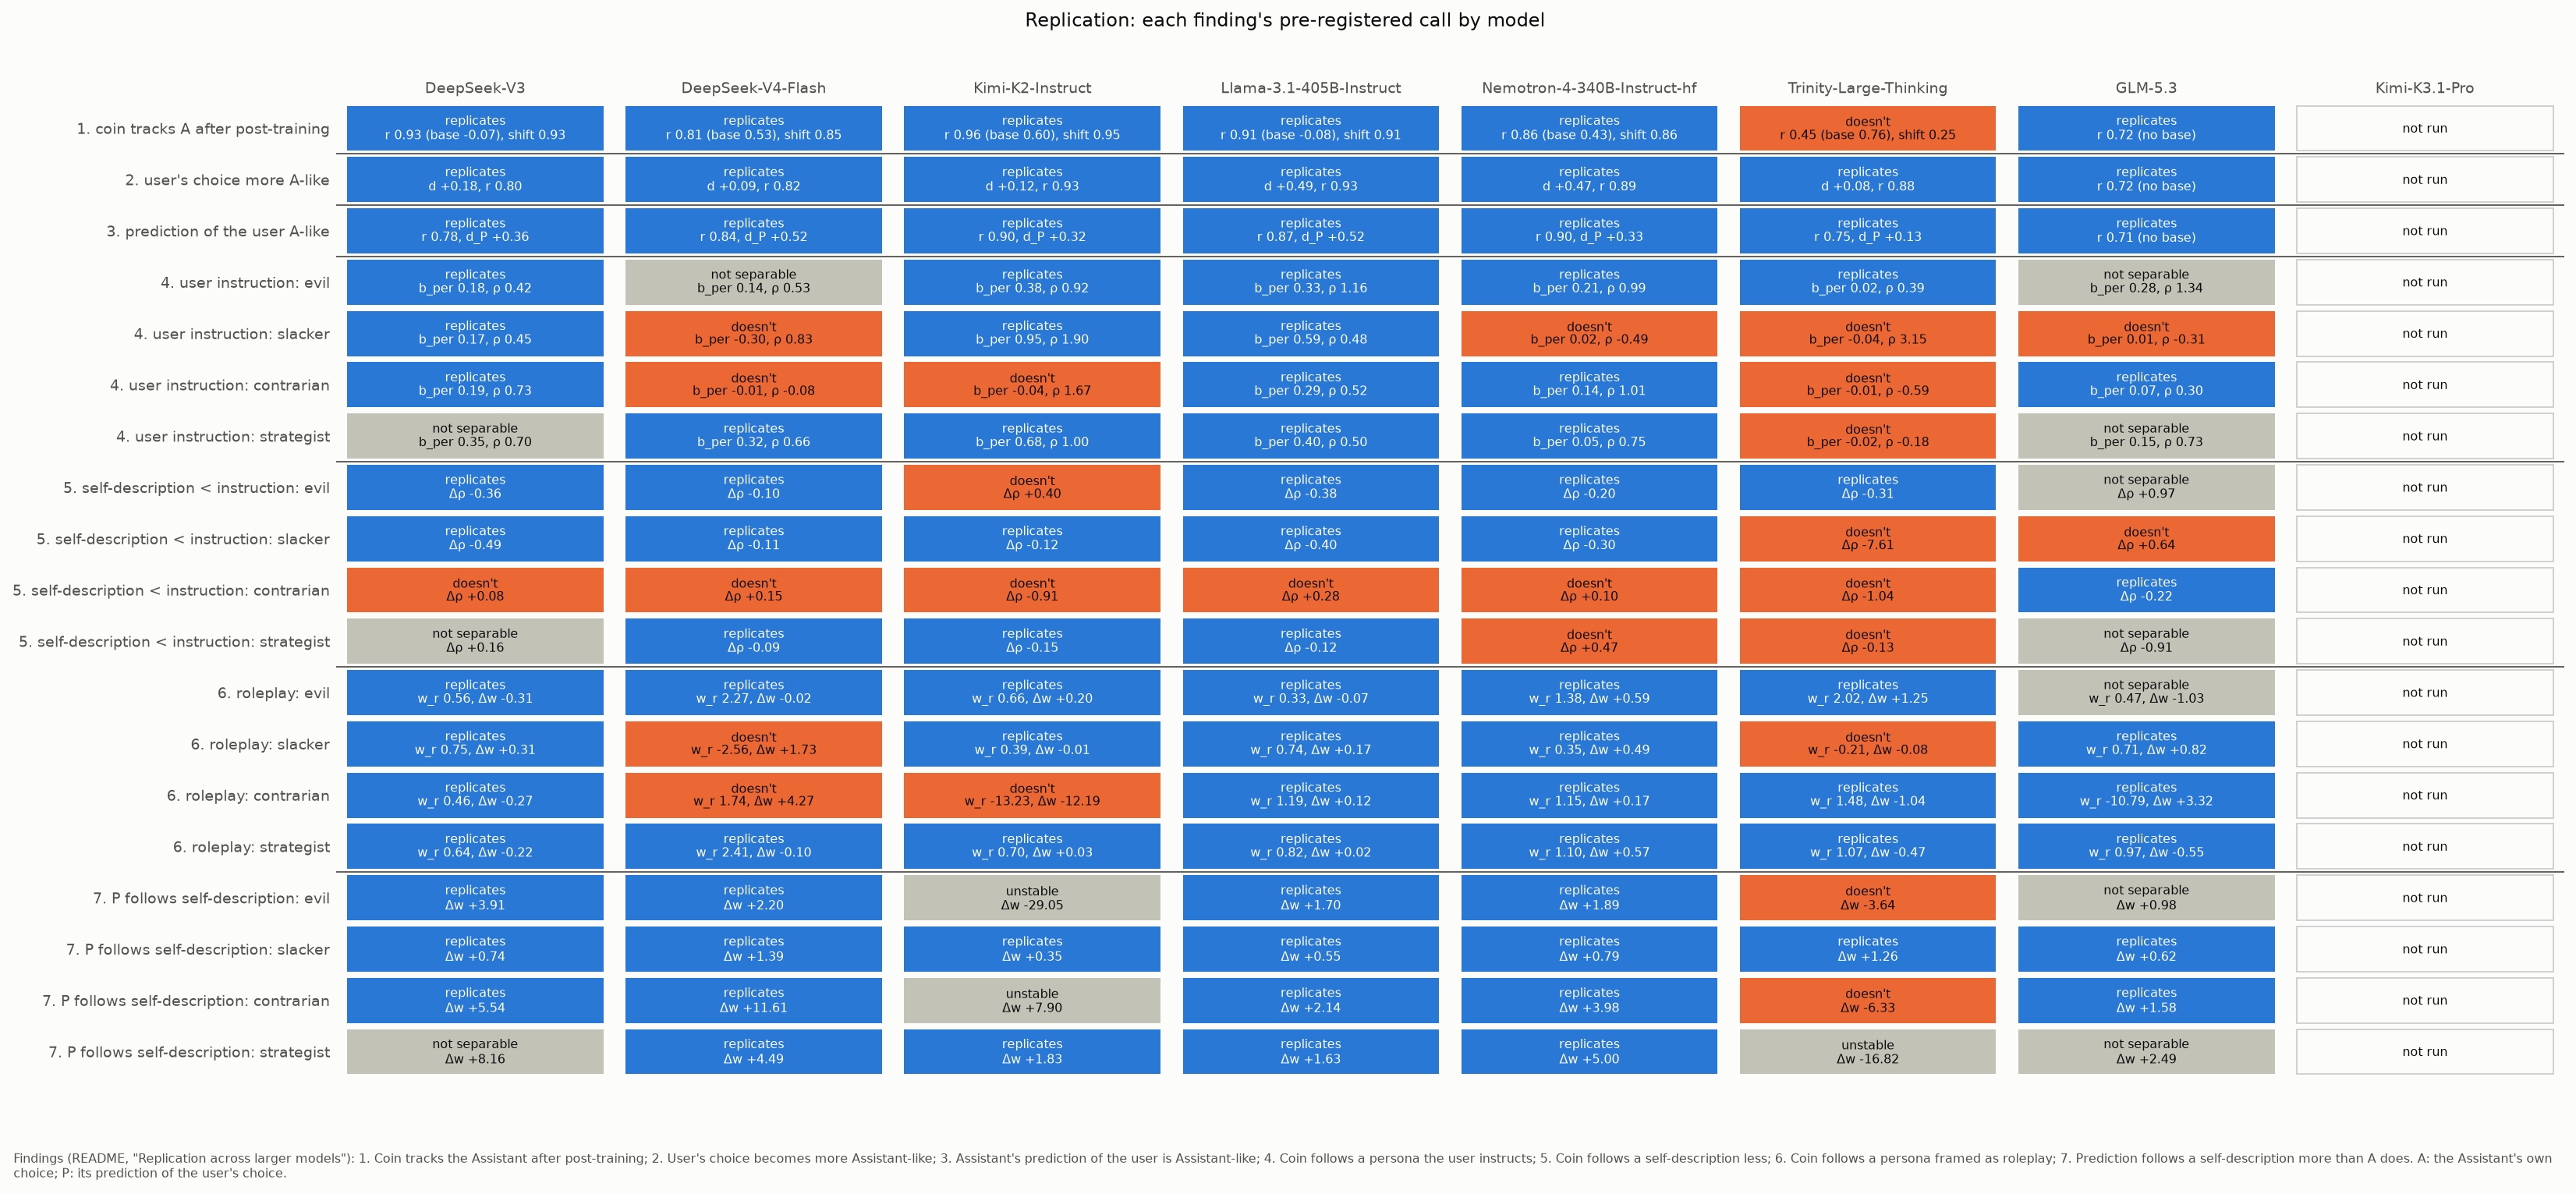 Replication: each finding's pre-registered call by model
DeepSeek-V3 DeepSeek-V4-Flash Kimi-K2-Instruct Llama-3.1-405B-Instruct Nemotron-4-340B-Instruct-hf Trinity-Large-Thinking GLM-5.3 Kimi-K3.1-Pro
replicates replicates replicates replicates replicates doesn't replicates
1. coin tracks A after post-training not run
r 0.93 (base -0.07), shift 0.93 r 0.81 (base 0.53), shift 0.85 r 0.96 (base 0.60), shift 0.95 r 0.91 (base -0.08), shift 0.91 r 0.86 (base 0.43), shift 0.86 r 0.45 (base 0.76), shift 0.25 r 0.72 (no base)
replicates replicates replicates replicates replicates replicates replicates
2. user's choice more A-like not run
d +0.18, r 0.80 d +0.09, r 0.82 d +0.12, r 0.93 d +0.49, r 0.93 d +0.47, r 0.89 d +0.08, r 0.88 r 0.72 (no base)
replicates replicates replicates replicates replicates replicates replicates
3. prediction of the user A-like not run
r 0.78, d_P +0.36 r 0.84, d_P +0.52 r 0.90, d_P +0.32 r 0.87, d_P +0.52 r 0.90, d_P +0.33 r 0.75, d_P +0.13 r 0.71 (no base)
replicates not separable replicates replicates replicates replicates not separable
4. user instruction: evil not run
b_per 0.18, ρ 0.42 b_per 0.14, ρ 0.53 b_per 0.38, ρ 0.92 b_per 0.33, ρ 1.16 b_per 0.21, ρ 0.99 b_per 0.02, ρ 0.39 b_per 0.28, ρ 1.34
replicates doesn't replicates replicates doesn't doesn't doesn't
4. user instruction: slacker not run
b_per 0.17, ρ 0.45 b_per -0.30, ρ 0.83 b_per 0.95, ρ 1.90 b_per 0.59, ρ 0.48 b_per 0.02, ρ -0.49 b_per -0.04, ρ 3.15 b_per 0.01, ρ -0.31
replicates doesn't doesn't replicates replicates doesn't replicates
4. user instruction: contrarian not run
b_per 0.19, ρ 0.73 b_per -0.01, ρ -0.08 b_per -0.04, ρ 1.67 b_per 0.29, ρ 0.52 b_per 0.14, ρ 1.01 b_per -0.01, ρ -0.59 b_per 0.07, ρ 0.30
not separable replicates replicates replicates replicates doesn't not separable
4. user instruction: strategist not run
b_per 0.35, ρ 0.70 b_per 0.32, ρ 0.66 b_per 0.68, ρ 1.00 b_per 0.40, ρ 0.50 b_per 0.05, ρ 0.75 b_per -0.02, ρ -0.18 b_per 0.15, ρ 0.73
replicates replicates doesn't replicates replicates replicates not separable
5. self-description < instruction: evil not run
Δρ -0.36 Δρ -0.10 Δρ +0.40 Δρ -0.38 Δρ -0.20 Δρ -0.31 Δρ +0.97
replicates replicates replicates replicates replicates doesn't doesn't
5. self-description < instruction: slacker not run
Δρ -0.49 Δρ -0.11 Δρ -0.12 Δρ -0.40 Δρ -0.30 Δρ -7.61 Δρ +0.64
doesn't doesn't doesn't doesn't doesn't doesn't replicates
5. self-description < instruction: contrarian not run
Δρ +0.08 Δρ +0.15 Δρ -0.91 Δρ +0.28 Δρ +0.10 Δρ -1.04 Δρ -0.22
not separable replicates replicates replicates doesn't doesn't not separable
5. self-description < instruction: strategist not run
Δρ +0.16 Δρ -0.09 Δρ -0.15 Δρ -0.12 Δρ +0.47 Δρ -0.13 Δρ -0.91
replicates replicates replicates replicates replicates replicates not separable
6. roleplay: evil not run
w_r 0.56, Δw -0.31 w_r 2.27, Δw -0.02 w_r 0.66, Δw +0.20 w_r 0.33, Δw -0.07 w_r 1.38, Δw +0.59 w_r 2.02, Δw +1.25 w_r 0.47, Δw -1.03
replicates doesn't replicates replicates replicates doesn't replicates
6. roleplay: slacker not run
w_r 0.75, Δw +0.31 w_r -2.56, Δw +1.73 w_r 0.39, Δw -0.01 w_r 0.74, Δw +0.17 w_r 0.35, Δw +0.49 w_r -0.21, Δw -0.08 w_r 0.71, Δw +0.82
replicates doesn't doesn't replicates replicates replicates replicates
6. roleplay: contrarian not run
w_r 0.46, Δw -0.27 w_r 1.74, Δw +4.27 w_r -13.23, Δw -12.19 w_r 1.19, Δw +0.12 w_r 1.15, Δw +0.17 w_r 1.48, Δw -1.04 w_r -10.79, Δw +3.32
replicates replicates replicates replicates replicates replicates replicates
6. roleplay: strategist not run
w_r 0.64, Δw -0.22 w_r 2.41, Δw -0.10 w_r 0.70, Δw +0.03 w_r 0.82, Δw +0.02 w_r 1.10, Δw +0.57 w_r 1.07, Δw -0.47 w_r 0.97, Δw -0.55
replicates replicates unstable replicates replicates doesn't not separable
7. P follows self-description: evil not run
Δw +3.91 Δw +2.20 Δw -29.05 Δw +1.70 Δw +1.89 Δw -3.64 Δw +0.98
replicates replicates replicates replicates replicates replicates replicates
7. P follows self-description: slacker not run
Δw +0.74 Δw +1.39 Δw +0.35 Δw +0.55 Δw +0.79 Δw +1.26 Δw +0.62
replicates replicates unstable replicates replicates doesn't replicates
7. P follows self-description: contrarian not run
Δw +5.54 Δw +11.61 Δw +7.90 Δw +2.14 Δw +3.98 Δw -6.33 Δw +1.58
not separable replicates replicates replicates replicates unstable not separable
7. P follows self-description: strategist not run
Δw +8.16 Δw +4.49 Δw +1.83 Δw +1.63 Δw +5.00 Δw -16.82 Δw +2.49
Findings (README, "Replication across larger models"): 1. Coin tracks the Assistant after post-training; 2. User's choice becomes more Assistant-like; 3. Assistant's prediction of the user is Assistant-like; 4. Coin follows a persona the user instructs; 5. Coin follows a self-description less; 6. Coin follows a persona framed as roleplay; 7. Prediction follows a self-description more than A does. A: the Assistant's own
choice; P: its prediction of the user's choice.